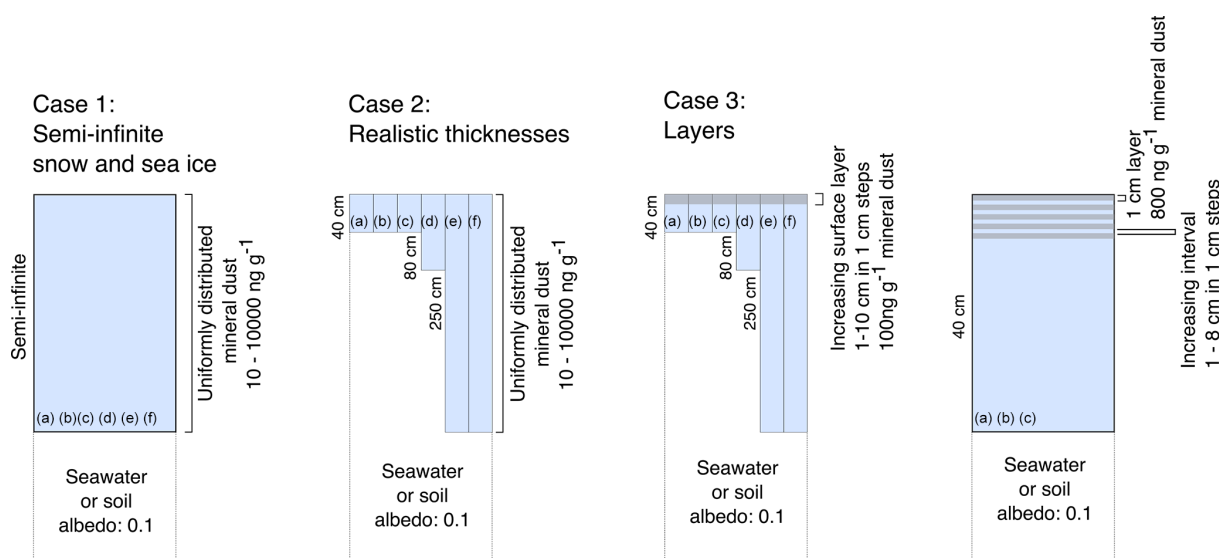 Case 1:
Semi-infinite
snow and sea ice
Semi-infinite
(a) (b)(c) (d) (e) (f)
Uniformly distributed
mineral dust
10 - 10000 ng g-1
Seawater
or soil
albedo: 0.1
Case 2:
Realistic thicknesses
40 cm
(a) (b) (c) (d) (e) (f)
80 cm
250 cm
Uniformly distributed
mineral dust
10 - 10000 ng g-1
Seawater
or soil
albedo: 0.1
Case 3:
Layers
40 cm
(a) (b) (c) (d) (e) (f)
80 cm
250 cm
Increasing surface layer
1-10 cm in 1 cm steps
100ng g-1 mineral dust
Seawater
or soil
albedo: 0.1
1 cm layer
800 ng g-1 mineral dust
40 cm
Increasing interval
1 - 8 cm in 1 cm steps
(a) (b) (c)
Seawater
or soil
albedo: 0.1